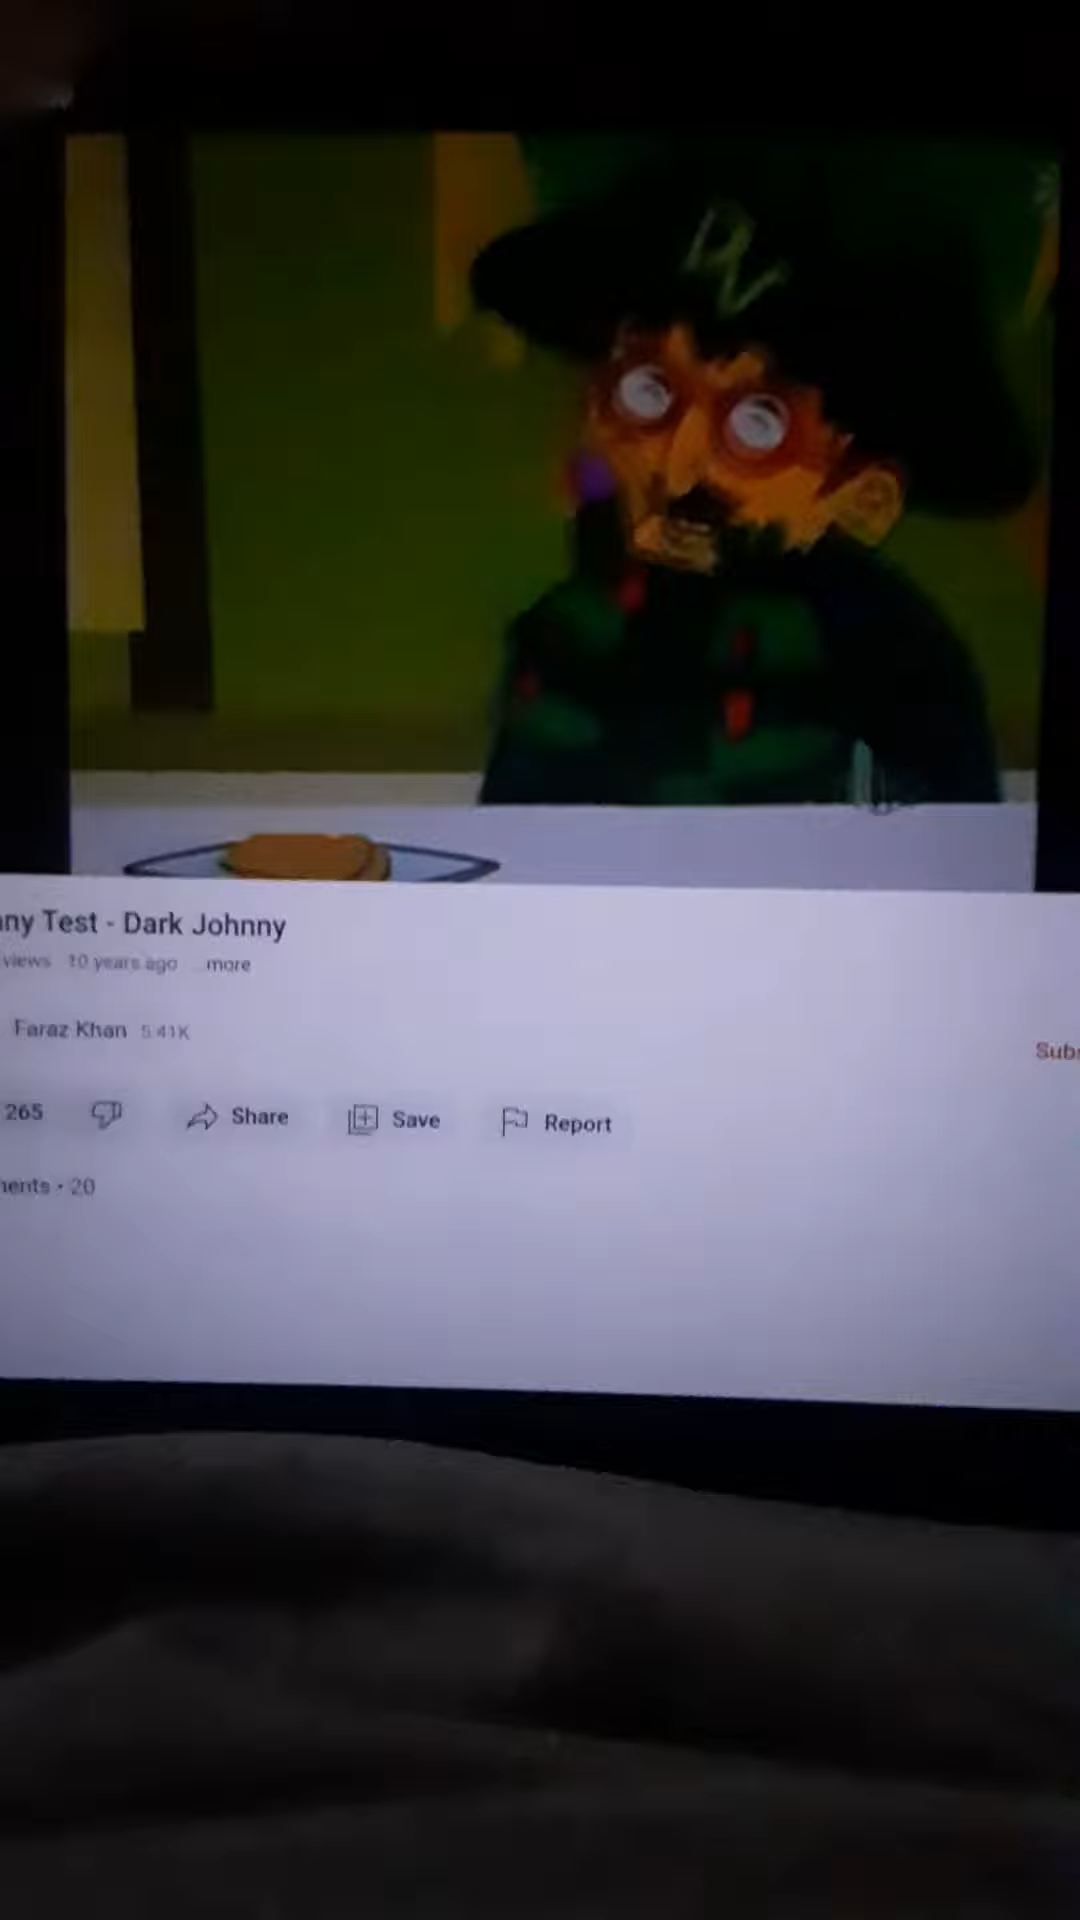 ny Test - Dark Johnny
views 10 years ago ...more
Faraz Khan 5.41K
Subs
265
Share
Save
Report
ents • 20